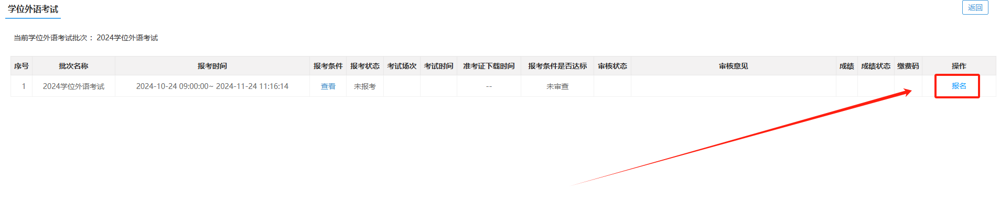 学位外语考试
返回
当前学位外语考试批次： 2024学位外语考试
序号 批次名称 报考时间 报考条件 报考状态 考试场次 考试时间 准考证下载时间 报考条件是否达标 审核状态 审核意见 成绩 成绩状态 缴费码 操作
1 2024学位外语考试 2024-10-24 09:00:00~ 2024-11-24 11:16:14 查看 未报考 -- 未审查 报名